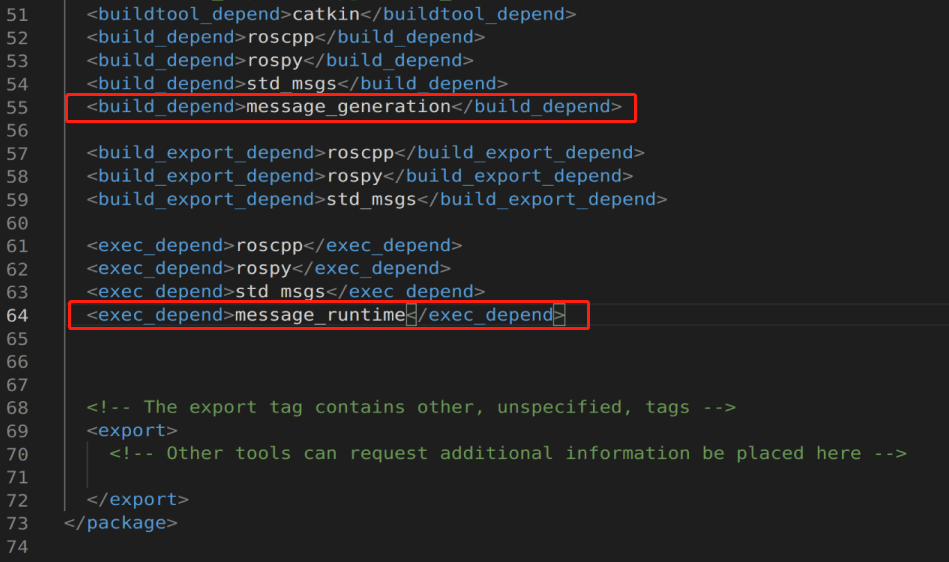 51 <buildtool_depend>catkin</buildtool_depend>
52 <build_depend>roscpp</build_depend>
53 <build_depend>rospy</build_depend>
54 <build_depend>std_msgs</build_depend>
55 <build_depend>message_generation</build_depend>
56
57 <build_export_depend>roscpp</build_export_depend>
58 <build_export_depend>rospy</build_export_depend>
59 <build_export_depend>std_msgs</build_export_depend>
60
61 <exec_depend>roscpp</exec_depend>
62 <exec_depend>rospy</exec_depend>
63 <exec_depend>std_msgs</exec_depend>
64 <exec_depend>message_runtime</exec_depend>
65
66
67
68 <!-- The export tag contains other, unspecified, tags -->
69 <export>
70 <!-- Other tools can request additional information be placed here -->
71
72 </export>
73 </package>
74